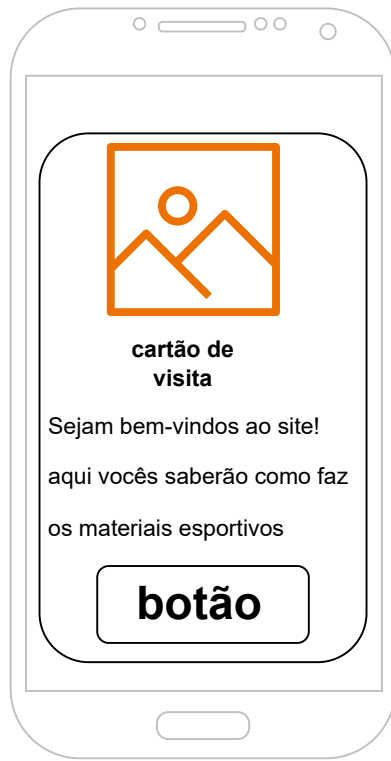 cartão de
visita
Sejam bem-vindos ao site!
aqui vocês saberão como faz
os materiais esportivos
botão